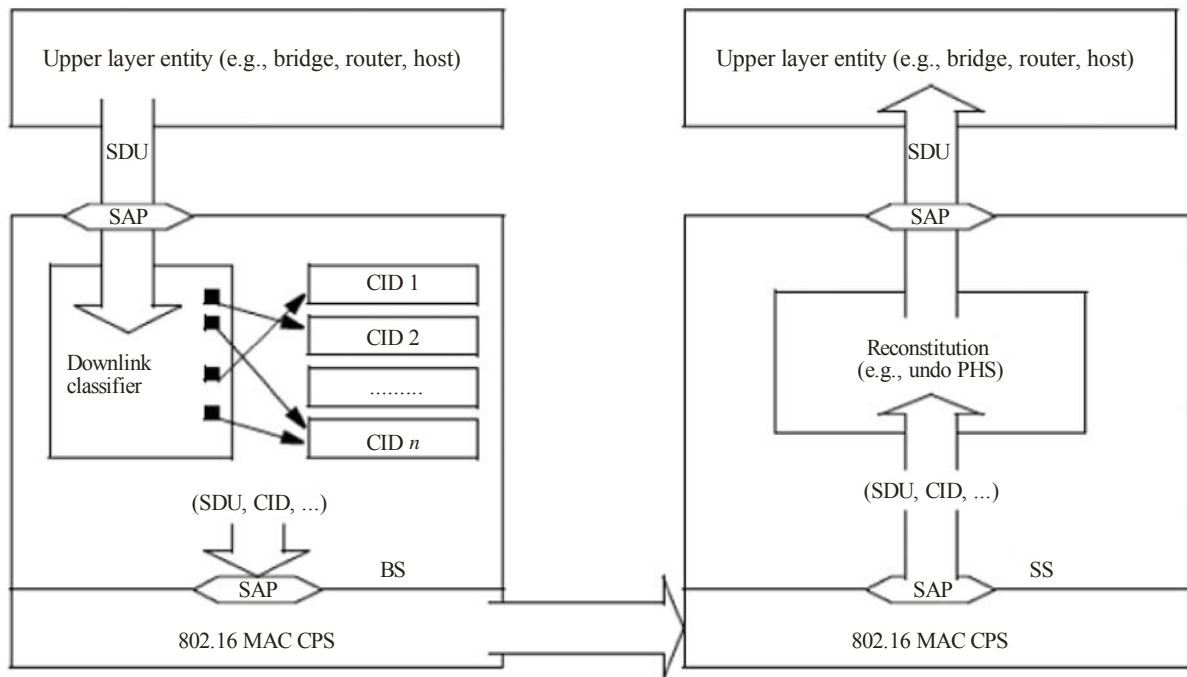 Upper layer entity (e.g., bridge, router, host)
SDU
SAP
Downlink
classifier
CID 1
CID 2
.........
CID n
(SDU, CID, ...)
SAP
BS
802.16 MAC CPS
Upper layer entity (e.g., bridge, router, host)
SDU
SAP
Reconstitution
(e.g., undo PHS)
(SDU, CID, ...)
SAP
SS
802.16 MAC CPS